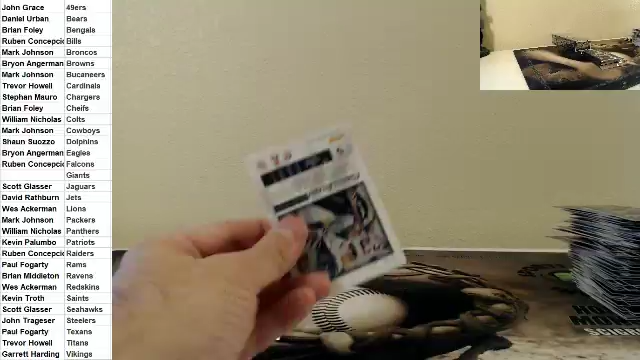 John Grace 49ers
Daniel Urban Bears
Brian Foley Bengals
Ruben Concepcio Bills
Mark Johnson Broncos
Bryon Angerman Browns
Mark Johnson Bucaneers
Trevor Howell Cardinals
Stephan Mauro Chargers
Brian Foley Cheifs
William Nicholas Colts
Mark Johnson Cowboys
Shaun Suozzo Dolphins
Bryon Angerman Eagles
Ruben Concepcio Falcons
Giants
Scott Glasser Jaguars
David Rathburn Jets
Wes Ackerman Lions
Mark Johnson Packers
William Nicholas Panthers
Kevin Palumbo Patriots
Ruben Concepcio Raiders
Paul Fogarty Rams
Brian Middleton Ravens
Wes Ackerman Redskins
Kevin Troth Saints
Scott Glasser Seahawks
John Trageser Steelers
Paul Fogarty Texans
Trevor Howell Titans
Garrett Harding Vikings